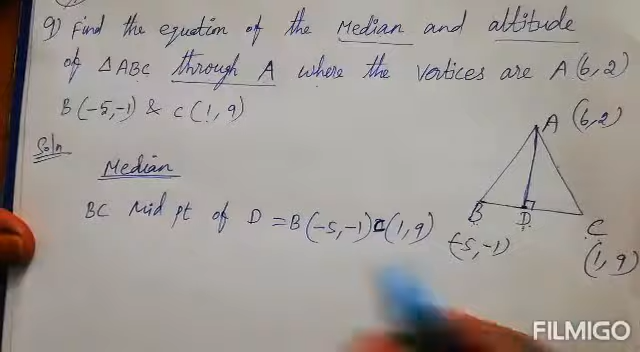 9) Find the equation of the Median and altitude
of △ABC through A where the vertices are A (6, 2)
B (-5, -1) & C (1, 9)
Soln
Median
BC Mid pt of D = B(-5, -1) C(1, 9)
A (6, 2)
B
D
C
(-5, -1)
(1, 9)
FILMIGO